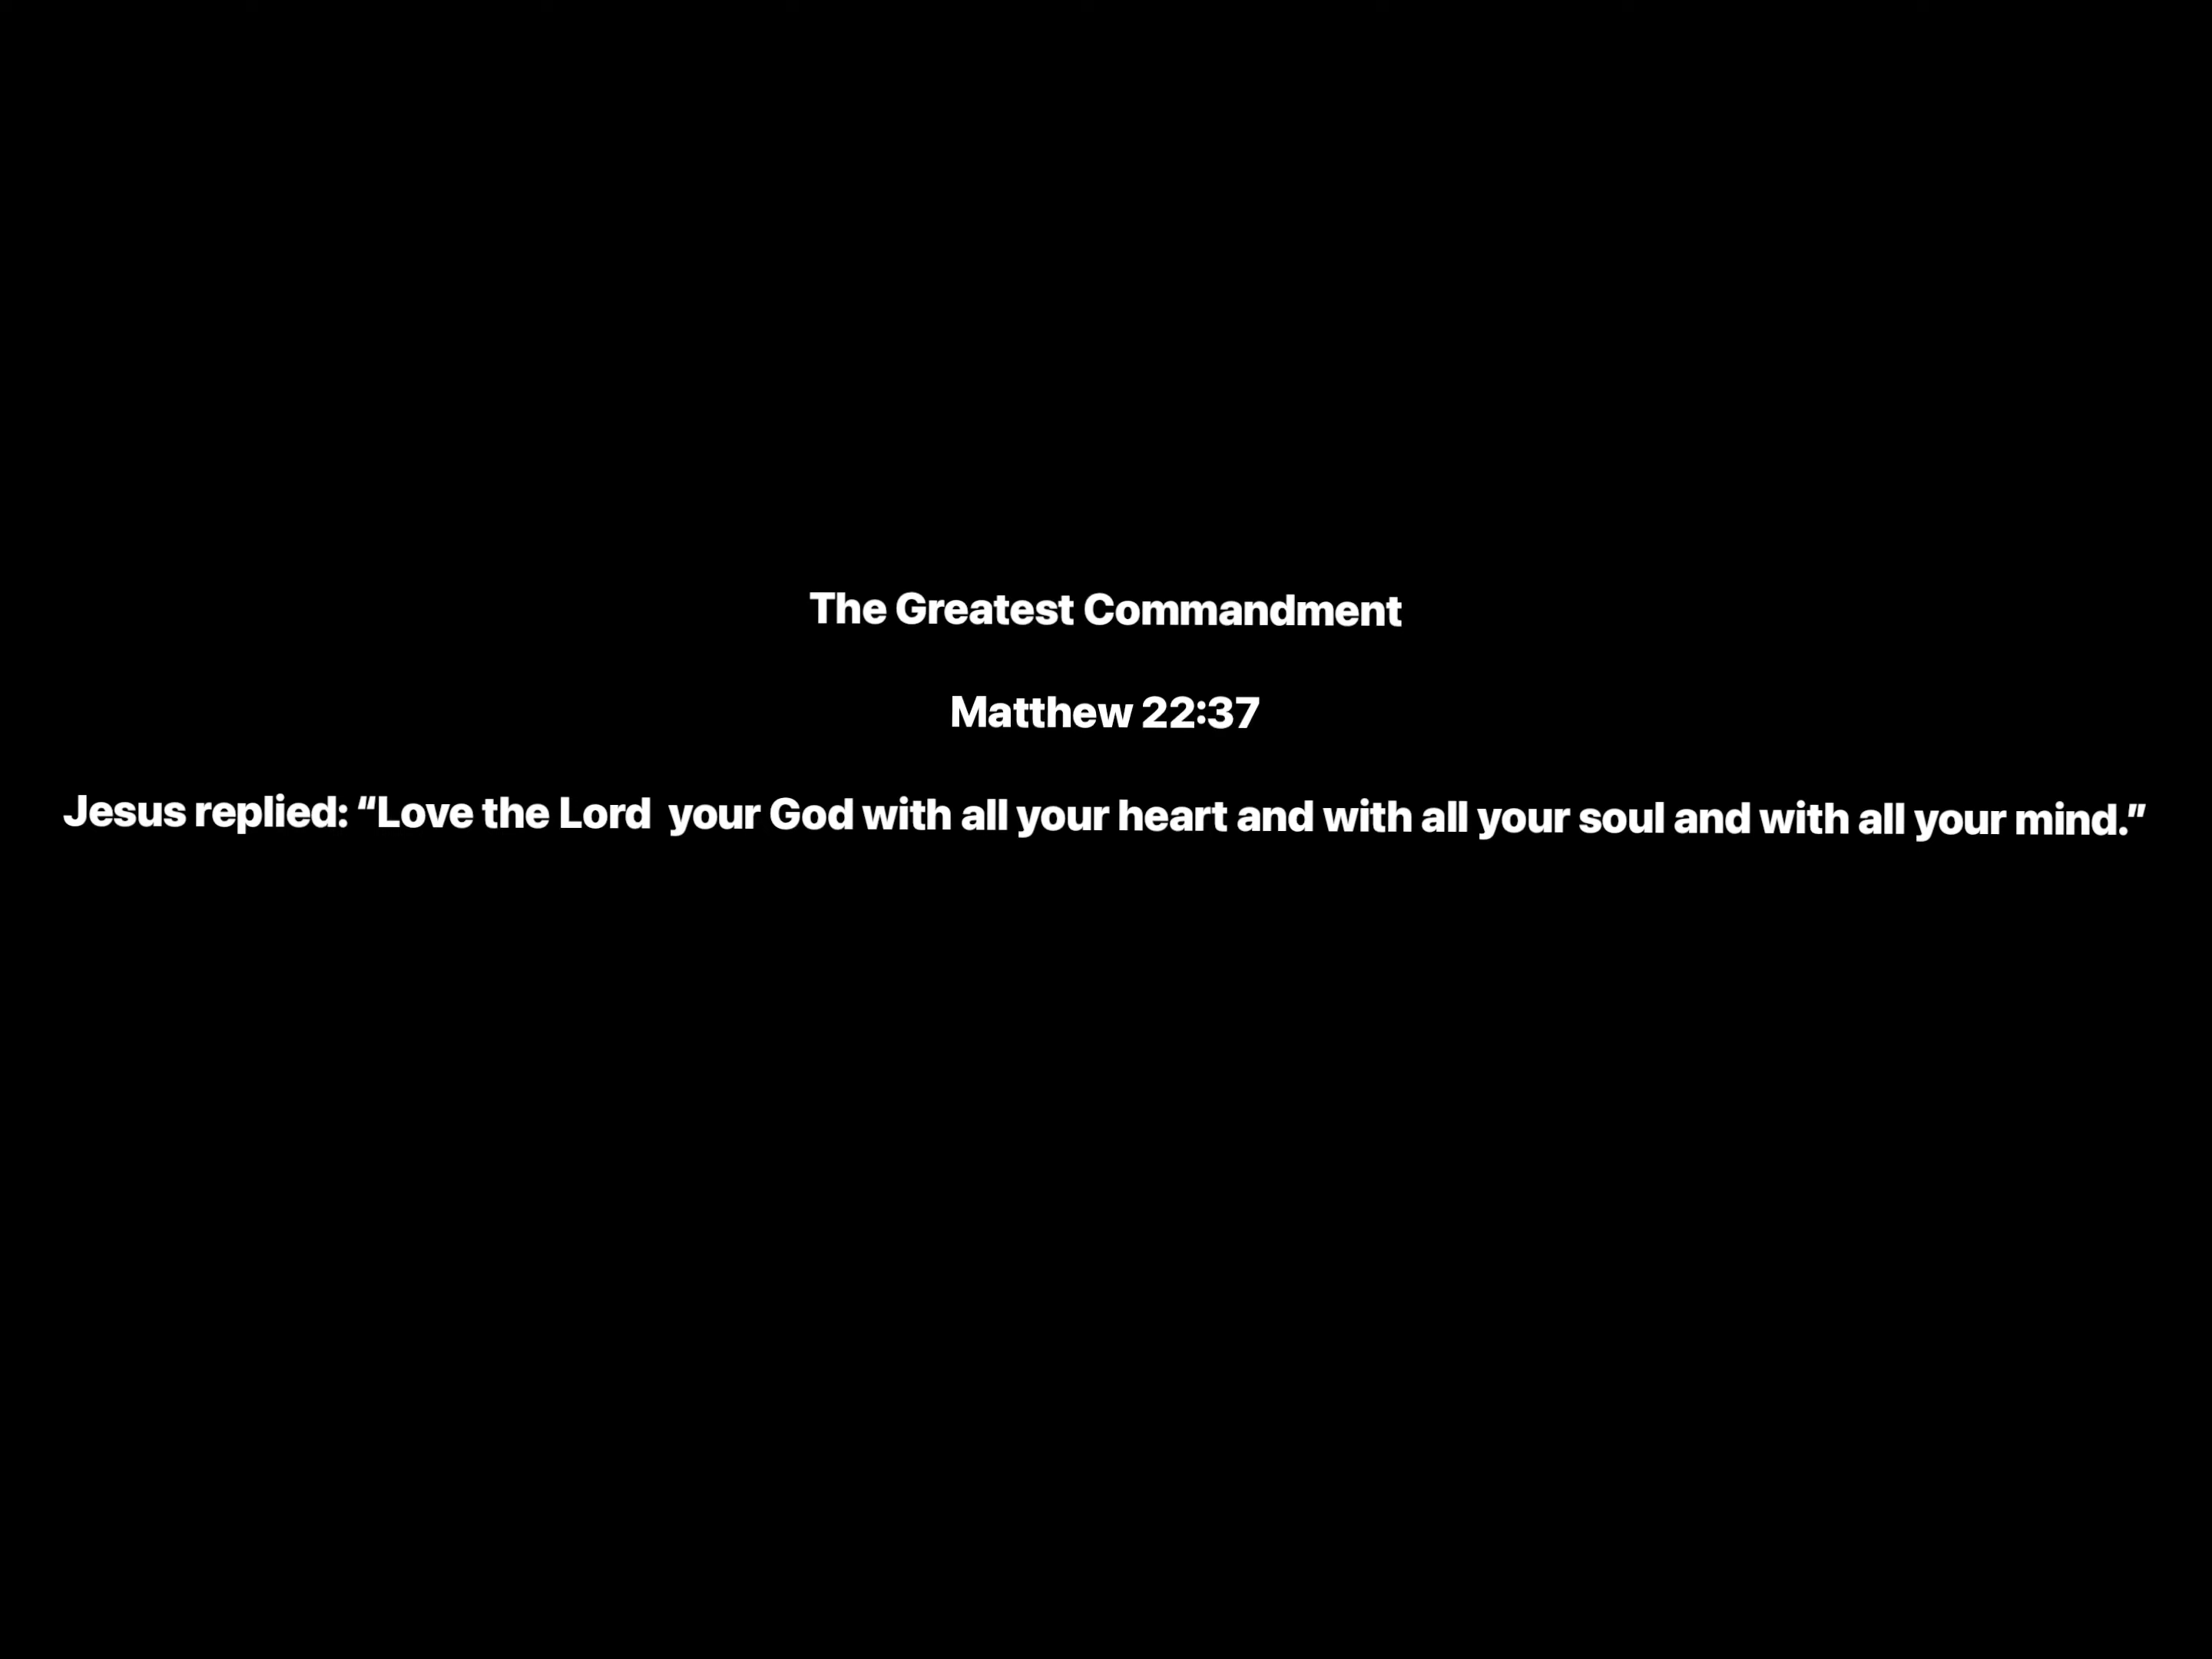 The Greatest Commandment
Matthew 22:37
Jesus replied: “Love the Lord  your God with all your heart and with all your soul and with all your mind.”